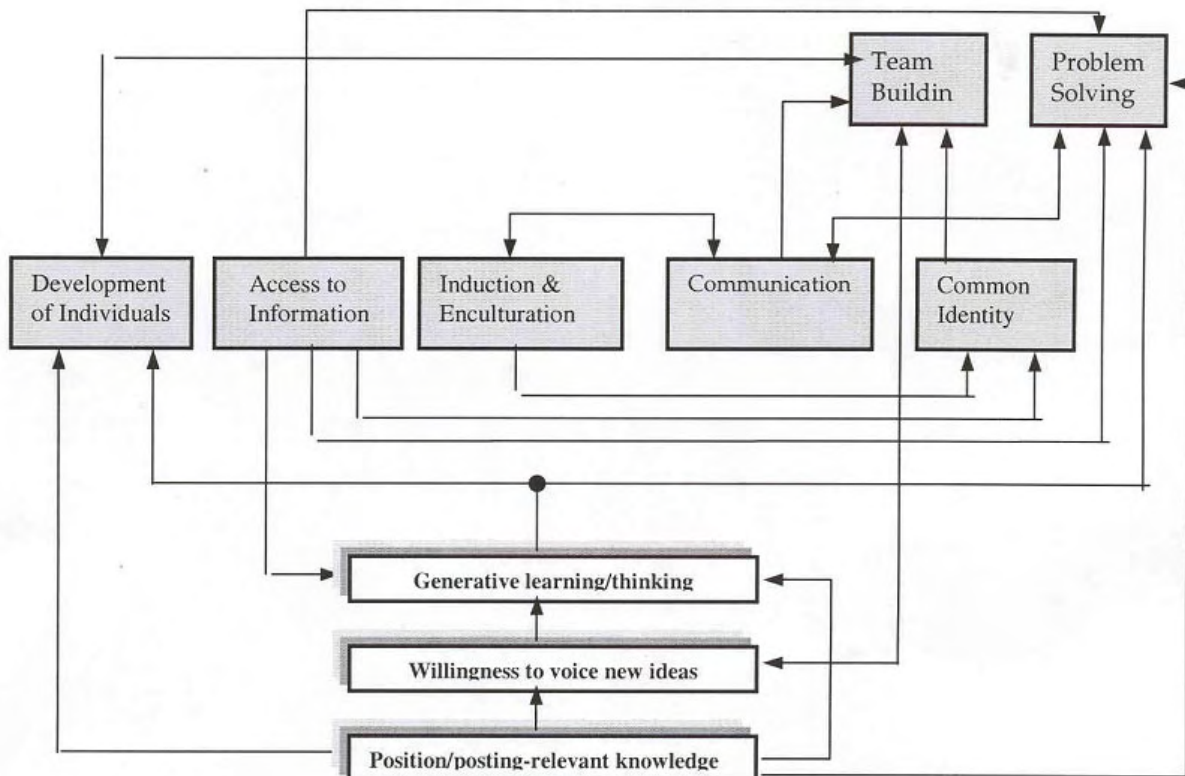 Team
Buildin
Problem
Solving
Development
of Individuals
Access to
Information
Induction &
Enculturation
Communication
Common
Identity
Generative learning/thinking
Willingness to voice new ideas
Position/posting-relevant knowledge